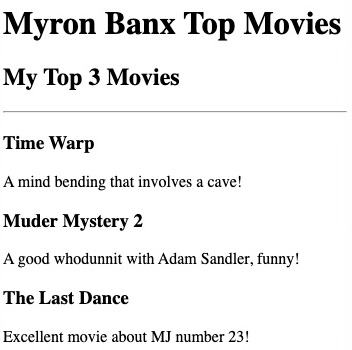 Myron Banx Top Movies
My Top 3 Movies
Time Warp
A mind bending that involves a cave!
Muder Mystery 2
A good whodunnit with Adam Sandler, funny!
The Last Dance
Excellent movie about MJ number 23!